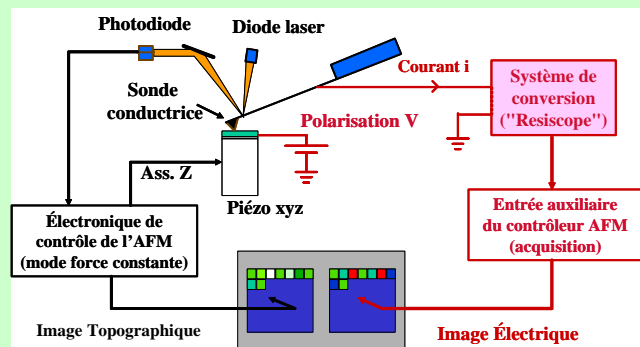 Photodiode
Diode laser
Courant i
Système de
conversion
("Resiscope")
Sonde
conductrice
Polarisation V
Ass. Z
Piézo xyz
Électronique de
contrôle de l'AFM
(mode force constante)
Entrée auxiliaire
du contrôleur AFM
(acquisition)
Image Topographique
Image Électrique